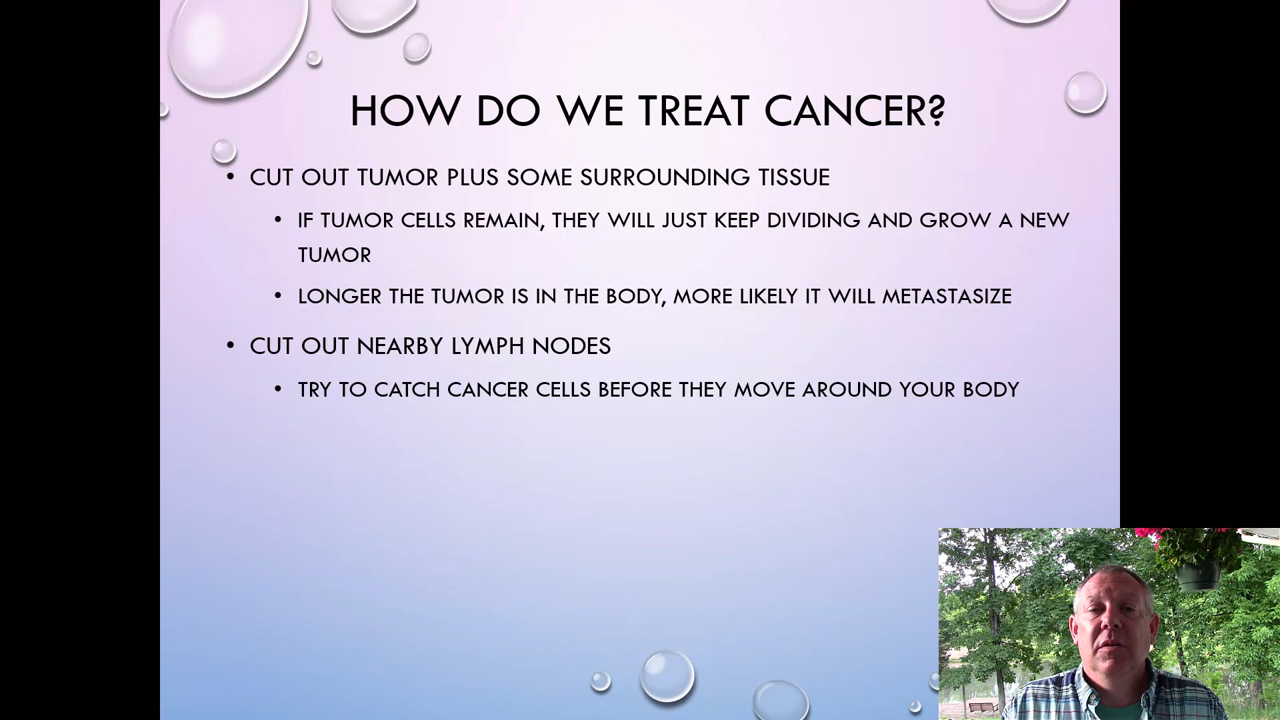 HOW DO WE TREAT CANCER?
• CUT OUT TUMOR PLUS SOME SURROUNDING TISSUE
• IF TUMOR CELLS REMAIN, THEY WILL JUST KEEP DIVIDING AND GROW A NEW
TUMOR
• LONGER THE TUMOR IS IN THE BODY, MORE LIKELY IT WILL METASTASIZE
• CUT OUT NEARBY LYMPH NODES
• TRY TO CATCH CANCER CELLS BEFORE THEY MOVE AROUND YOUR BODY